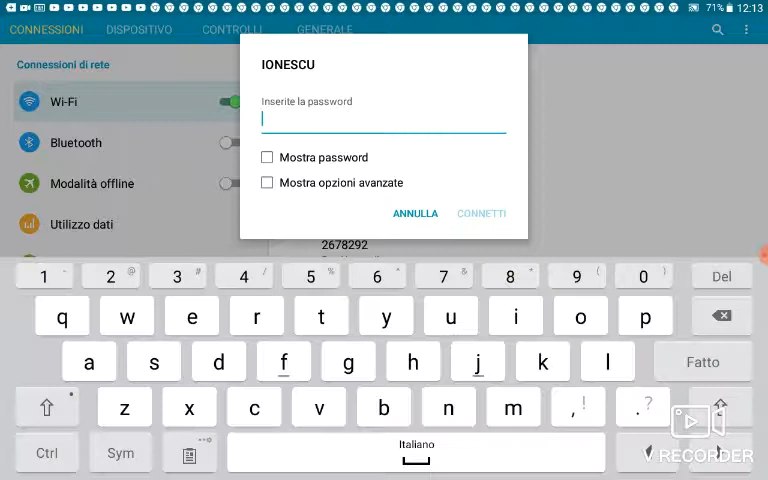 71% 12:13
CONNESSIONI DISPOSITIVO CONTROLLI GENERALE
Connessioni di rete
Wi-Fi
Bluetooth
Modalità offline
Utilizzo dati
IONESCU
Inserite la password
Mostra password
Mostra opzioni avanzate
ANNULLA CONNETTI
2678292
1 - 2 @ 3 # 4 / 5 % 6 ^ 7 & 8 * 9 ( 0 ) Del
q w e r t y u i o p
a s d f g h j k l Fatto
z x c v b n m , ! . ?
Ctrl Sym Italiano
V RECORDER